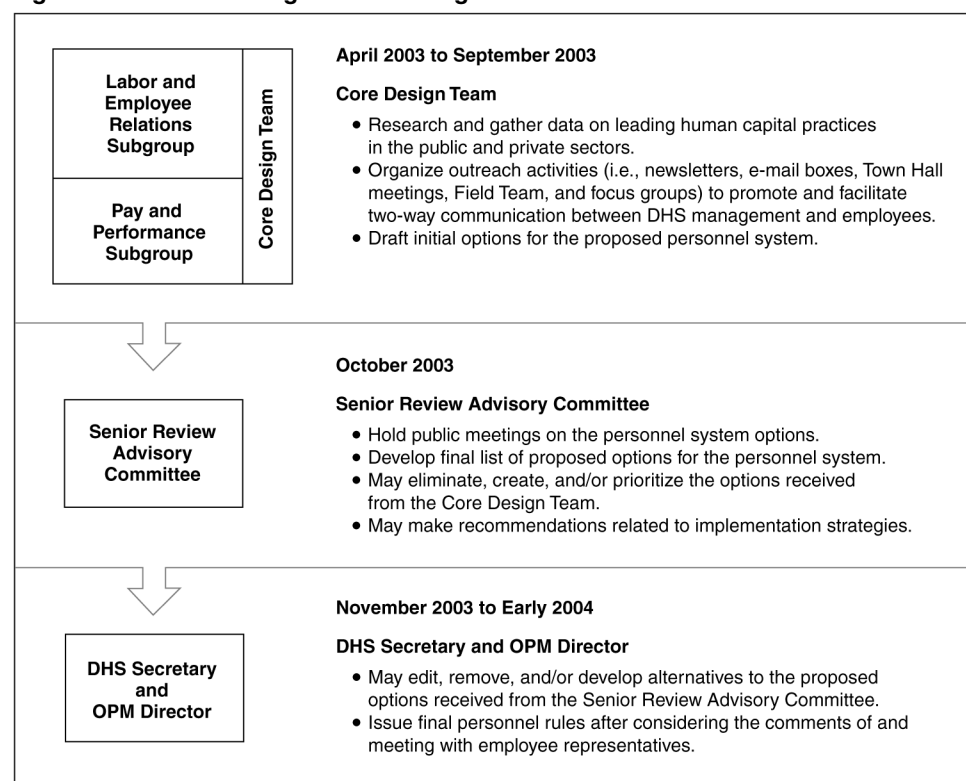 Labor and
Employee
Relations
Subgroup
Pay and
Performance
Subgroup
Core Design Team
April 2003 to September 2003
Core Design Team
• Research and gather data on leading human capital practices
in the public and private sectors.
• Organize outreach activities (i.e., newsletters, e-mail boxes, Town Hall
meetings, Field Team, and focus groups) to promote and facilitate
two-way communication between DHS management and employees.
• Draft initial options for the proposed personnel system.
Senior Review
Advisory
Committee
October 2003
Senior Review Advisory Committee
• Hold public meetings on the personnel system options.
• Develop final list of proposed options for the personnel system.
• May eliminate, create, and/or prioritize the options received
from the Core Design Team.
• May make recommendations related to implementation strategies.
DHS Secretary
and
OPM Director
November 2003 to Early 2004
DHS Secretary and OPM Director
• May edit, remove, and/or develop alternatives to the proposed
options received from the Senior Review Advisory Committee.
• Issue final personnel rules after considering the comments of and
meeting with employee representatives.